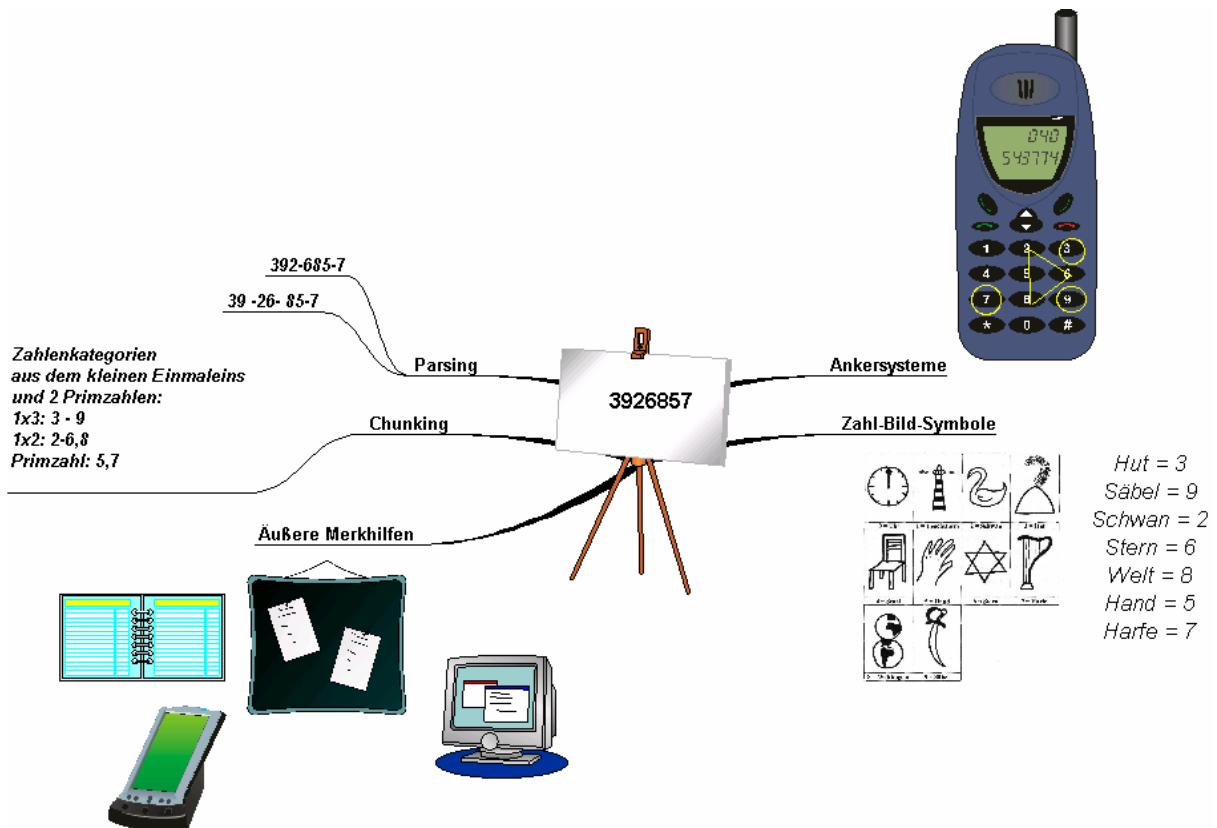 040
543774
1 2 3
4 5 6
7 8 9
* 0 #
392-685-7
39 -26- 85-7
Parsing
Zahlenkategorien
aus dem kleinen Einmaleins
und 2 Primzahlen:
1x3: 3 - 9
1x2: 2-6,8
Primzahl: 5,7
Chunking
Äußere Merkhilfen
3926857
Ankersysteme
Zahl-Bild-Symbole
Hut = 3
Säbel = 9
Schwan = 2
Stern = 6
Welt = 8
Hand = 5
Harfe = 7